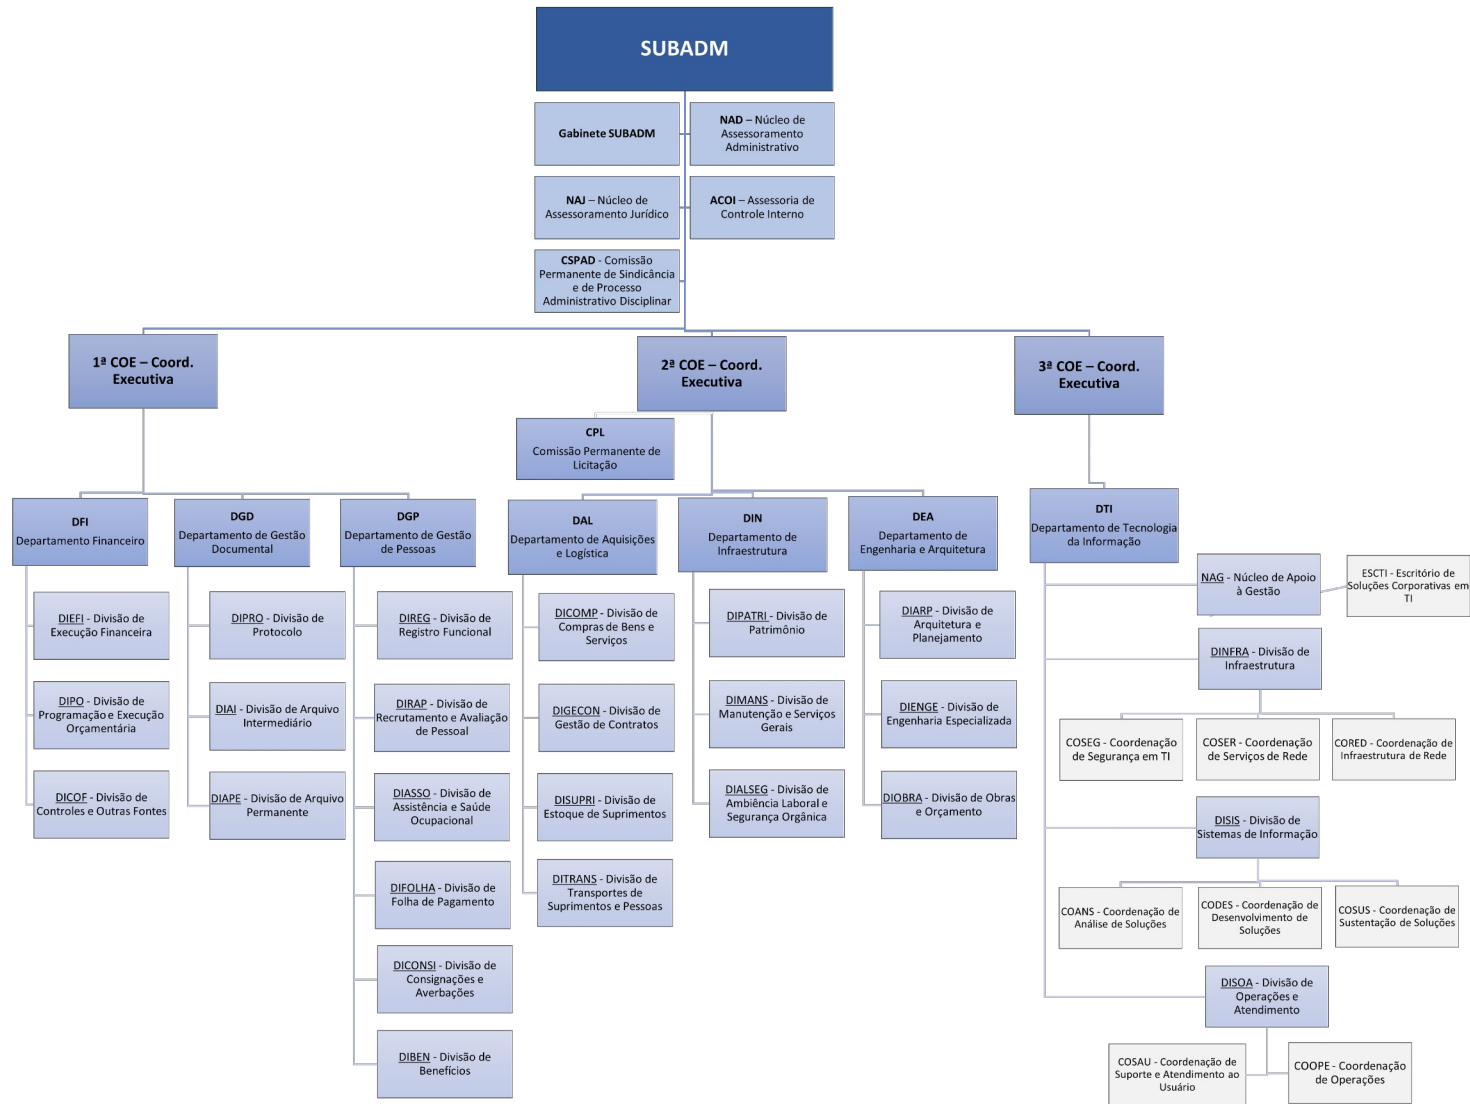 SUBADM
Gabinete SUBADM
NAD – Núcleo de
Assessoramento
Administrativo
NAJ – Núcleo de
Assessoramento Jurídico
ACOI – Assessoria de
Controle Interno
CSPAD - Comissão
Permanente de Sindicância
e de Processo
Administrativo Disciplinar
1ª COE – Coord.
Executiva
2ª COE – Coord.
Executiva
3ª COE – Coord.
Executiva
CPL
Comissão Permanente de
Licitação
DFI
Departamento Financeiro
DIEFI - Divisão de
Execução Financeira
DIPO - Divisão de
Programação e Execução
Orçamentária
DICOF - Divisão de
Controles e Outras Fontes
DGD
Departamento de Gestão
Documental
DIPRO - Divisão de
Protocolo
DIAI - Divisão de Arquivo
Intermediário
DIAPE - Divisão de Arquivo
Permanente
DGP
Departamento de Gestão
de Pessoas
DIREG - Divisão de
Registro Funcional
DIRAP - Divisão de
Recrutamento e Avaliação
de Pessoal
DIASSO - Divisão de
Assistência e Saúde
Ocupacional
DIFOLHA - Divisão de
Folha de Pagamento
DICONSI - Divisão de
Consignações e
Averbações
DIBEN - Divisão de
Benefícios
DAL
Departamento de Aquisições
e Logística
DICOMP - Divisão de
Compras de Bens e
Serviços
DIGECON - Divisão de
Gestão de Contratos
DISUPRI - Divisão de
Estoque de Suprimentos
DITRANS - Divisão de
Transportes de
Suprimentos e Pessoas
DIN
Departamento de
Infraestrutura
DIPATRI - Divisão de
Patrimônio
DIMANS - Divisão de
Manutenção e Serviços
Gerais
DIALSEG - Divisão de
Ambiência Laboral e
Segurança Orgânica
DEA
Departamento de
Engenharia e Arquitetura
DIARP - Divisão de
Arquitetura e
Planejamento
DIENGE - Divisão de
Engenharia Especializada
DIOBRA - Divisão de Obras
e Orçamento
DTI
Departamento de Tecnologia
da Informação
NAG - Núcleo de Apoio
à Gestão
ESCTI - Escritório de
Soluções Corporativas em
TI
DINFRA - Divisão de
Infraestrutura
COSEG - Coordenação
de Segurança em TI
COSER - Coordenação
de Serviços de Rede
CORED - Coordenação de
Infraestrutura de Rede
DISIS - Divisão de
Sistemas de Informação
COANS - Coordenação de
Análise de Soluções
CODES - Coordenação de
Desenvolvimento de
Soluções
COSUS - Coordenação de
Sustentação de Soluções
DISOA - Divisão de
Operações e
Atendimento
COSAU - Coordenação de
Suporte e Atendimento ao
Usuário
COOPE - Coordenação
de Operações